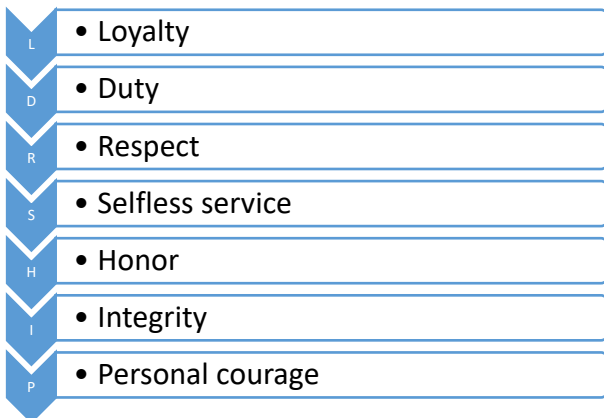 L • Loyalty
D • Duty
R • Respect
S • Selfless service
H • Honor
I • Integrity
P • Personal courage